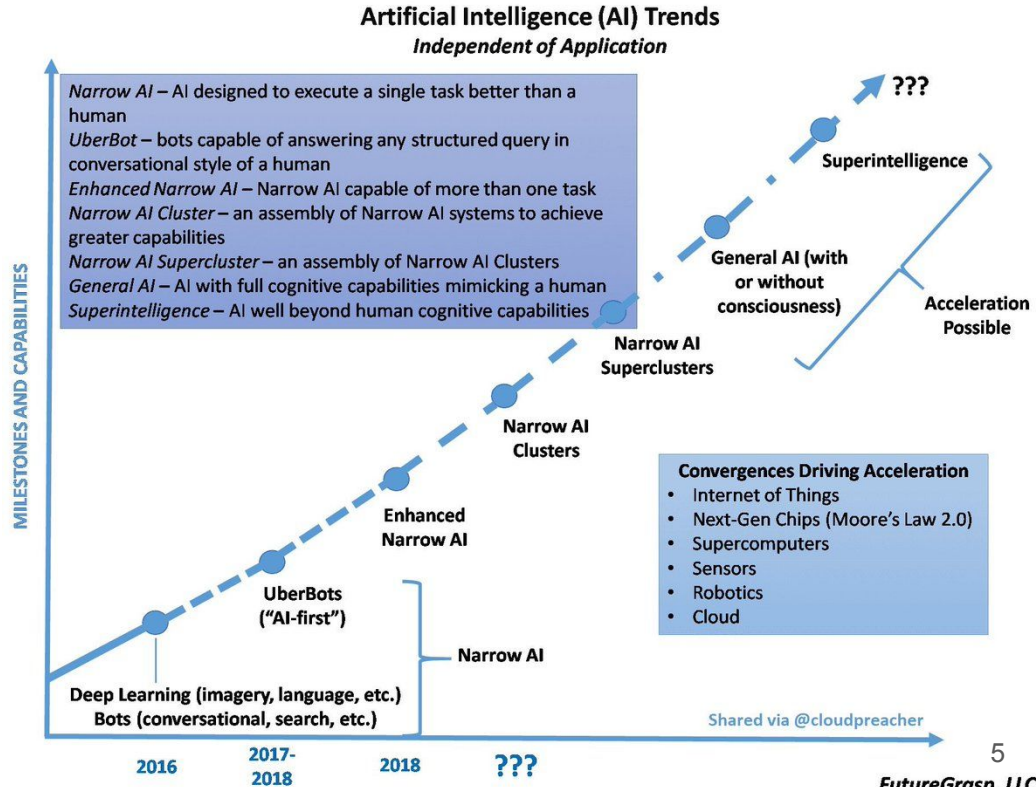 Artificial Intelligence (AI) Trends
Independent of Application
Narrow AI – AI designed to execute a single task better than a
human
UberBot – bots capable of answering any structured query in
conversational style of a human
Enhanced Narrow AI – Narrow AI capable of more than one task
Narrow AI Cluster – an assembly of Narrow AI systems to achieve
greater capabilities
Narrow AI Supercluster – an assembly of Narrow AI Clusters
General AI – AI with full cognitive capabilities mimicking a human
Superintelligence – AI well beyond human cognitive capabilities
???
Superintelligence
General AI (with
or without
consciousness)
Acceleration
Possible
Narrow AI
Superclusters
Narrow AI
Clusters
Enhanced
Narrow AI
UberBots
(“AI-first”)
Narrow AI
Deep Learning (imagery, language, etc.)
Bots (conversational, search, etc.)
MILESTONES AND CAPABILITIES
Convergences Driving Acceleration
• Internet of Things
• Next-Gen Chips (Moore’s Law 2.0)
• Supercomputers
• Sensors
• Robotics
• Cloud
Shared via @cloudpreacher
2016
2017-
2018
2018
???
5
FutureGrasp, LLC